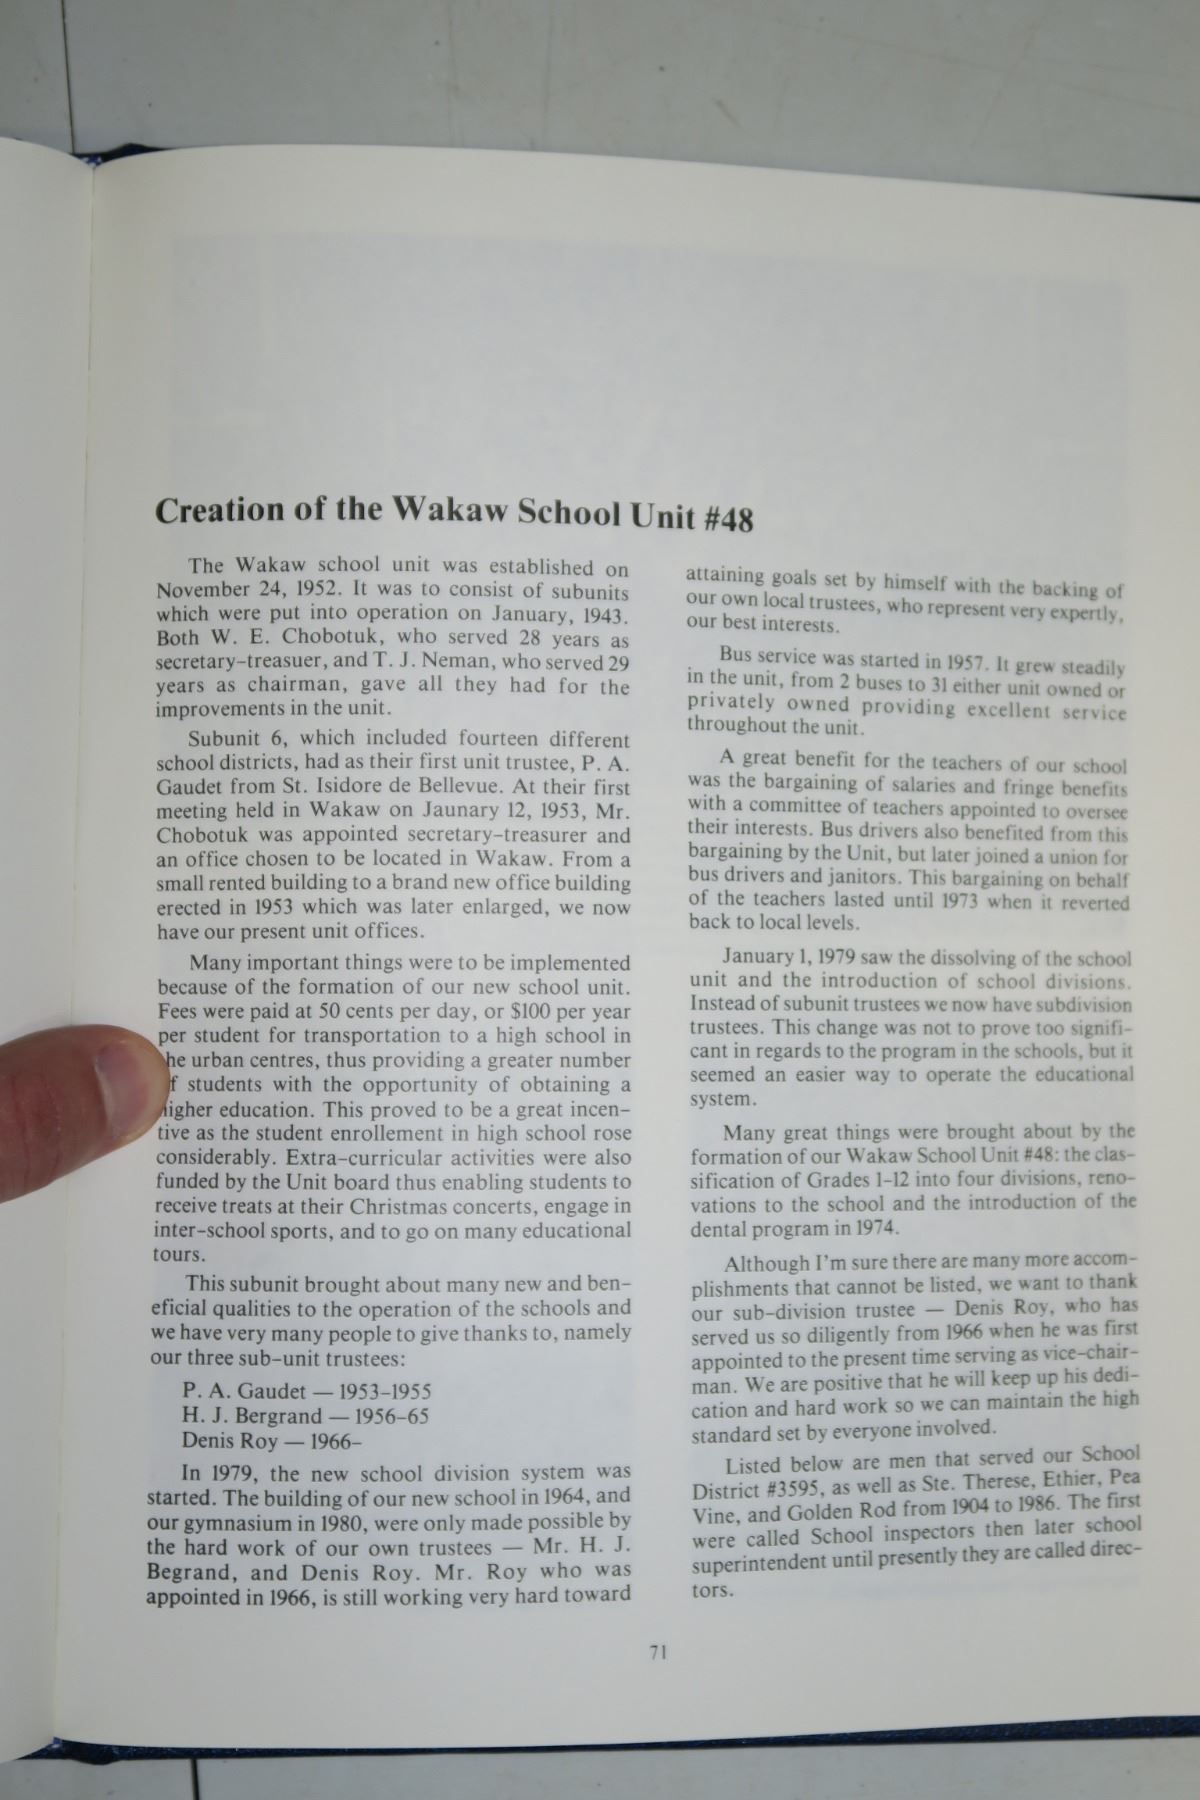 Creation of the Wakaw School Unit #48
The Wakaw school unit was established on
November 24, 1952. It was to consist of subunits
which were put into operation on January, 1943.
Both W. E. Chobotuk, who served 28 years as
secretary-treasuer, and T. J. Neman, who served 29
years as chairman, gave all they had for the
improvements in the unit.
Subunit 6, which included fourteen different
school districts, had as their first unit trustee, P. A.
Gaudet from St. Isidore de Bellevue. At their first
meeting held in Wakaw on Jaunary 12, 1953, Mr.
Chobotuk was appointed secretary-treasurer and
an office chosen to be located in Wakaw. From a
small rented building to a brand new office building
erected in 1953 which was later enlarged, we now
have our present unit offices.
Many important things were to be implemented
because of the formation of our new school unit.
Fees were paid at 50 cents per day, or $100 per year
per student for transportation to a high school in
he urban centres, thus providing a greater number
f students with the opportunity of obtaining a
igher education. This proved to be a great incen-
tive as the student enrollement in high school rose
considerably. Extra-curricular activities were also
funded by the Unit board thus enabling students to
receive treats at their Christmas concerts, engage in
inter-school sports, and to go on many educational
tours.
This subunit brought about many new and ben-
eficial qualities to the operation of the schools and
we have very many people to give thanks to, namely
our three sub-unit trustees:
P. A. Gaudet — 1953-1955
H. J. Bergrand — 1956-65
Denis Roy — 1966-
In 1979, the new school division system was
started. The building of our new school in 1964, and
our gymnasium in 1980, were only made possible by
the hard work of our own trustees — Mr. H. J.
Begrand, and Denis Roy. Mr. Roy who was
appointed in 1966, is still working very hard toward
attaining goals set by himself with the backing of
our own local trustees, who represent very expertly,
our best interests.
Bus service was started in 1957. It grew steadily
in the unit, from 2 buses to 31 either unit owned or
privately owned providing excellent service
throughout the unit.
A great benefit for the teachers of our school
was the bargaining of salaries and fringe benefits
with a committee of teachers appointed to oversee
their interests. Bus drivers also benefited from this
bargaining by the Unit, but later joined a union for
bus drivers and janitors. This bargaining on behalf
of the teachers lasted until 1973 when it reverted
back to local levels.
January 1, 1979 saw the dissolving of the school
unit and the introduction of school divisions.
Instead of subunit trustees we now have subdivision
trustees. This change was not to prove too signifi-
cant in regards to the program in the schools, but it
seemed an easier way to operate the educational
system.
Many great things were brought about by the
formation of our Wakaw School Unit #48: the clas-
sification of Grades 1-12 into four divisions, reno-
vations to the school and the introduction of the
dental program in 1974.
Although I'm sure there are many more accom-
plishments that cannot be listed, we want to thank
our sub-division trustee — Denis Roy, who has
served us so diligently from 1966 when he was first
appointed to the present time serving as vice-chair-
man. We are positive that he will keep up his dedi-
cation and hard work so we can maintain the high
standard set by everyone involved.
Listed below are men that served our School
District #3595, as well as Ste. Therese, Ethier, Pea
Vine, and Golden Rod from 1904 to 1986. The first
were called School inspectors then later school
superintendent until presently they are called direc-
tors.
71